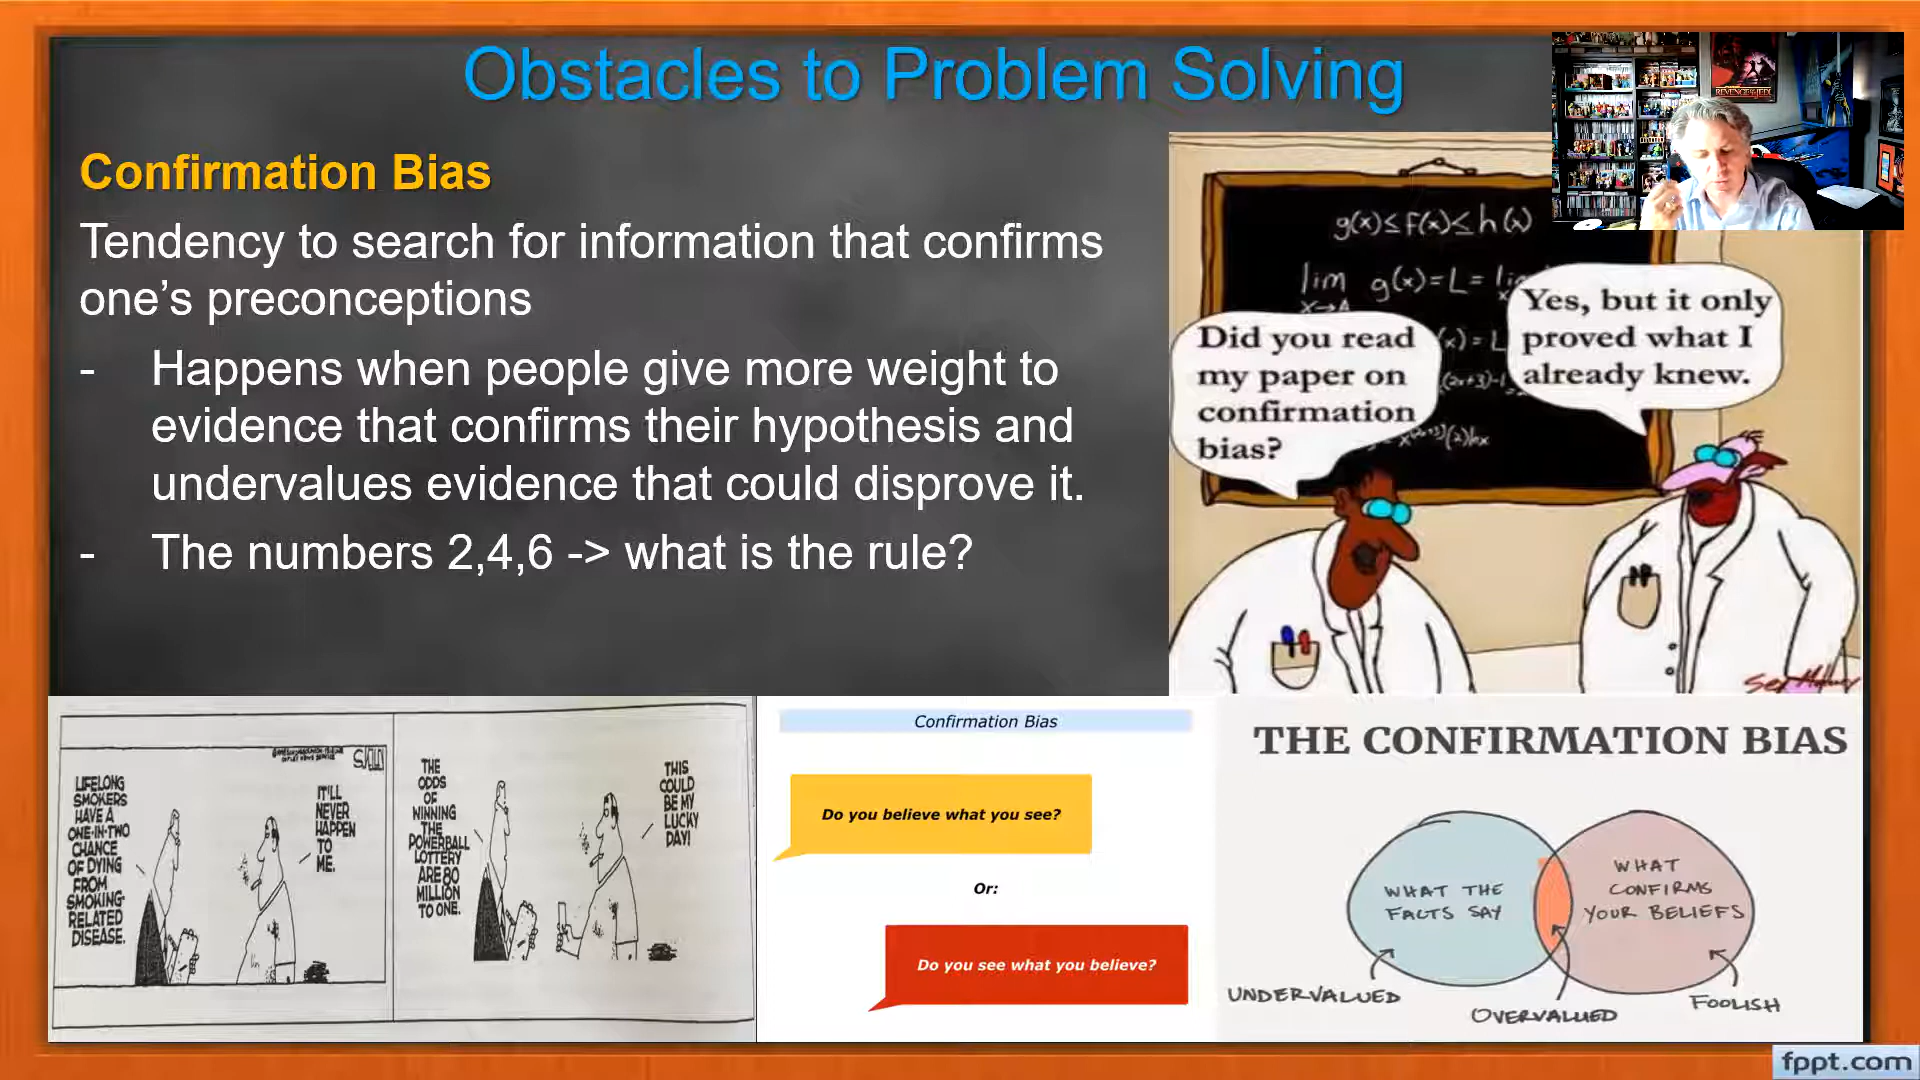 Obstacles to Problem Solving
REVENGE OF THE JEDI
Confirmation Bias
Tendency to search for information that confirms
one’s preconceptions
- Happens when people give more weight to
evidence that confirms their hypothesis and
undervalues evidence that could disprove it.
- The numbers 2,4,6 -> what is the rule?
g(x)≤f(x)≤h(x)
lim g(x)=L=
x→A
Did you read
my paper on
confirmation
bias?
Yes, but it only
proved what I
already knew.
LIFELONG
SMOKERS
HAVE A
ONE-IN-TWO
CHANCE
OF DYING
FROM
SMOKING-
RELATED
DISEASE.
IT'LL
NEVER
HAPPEN
TO
ME.
THE
ODDS
OF
WINNING
THE
POWERBALL
LOTTERY
ARE 80
MILLION
TO ONE.
THIS
COULD
BE MY
LUCKY
DAY!
Confirmation Bias
Do you believe what you see?
Or:
Do you see what you believe?
THE CONFIRMATION BIAS
WHAT THE
FACTS SAY
WHAT
CONFIRMS
YOUR BELIEFS
UNDERVALUED
OVERVALUED
FOOLISH
fppt.com